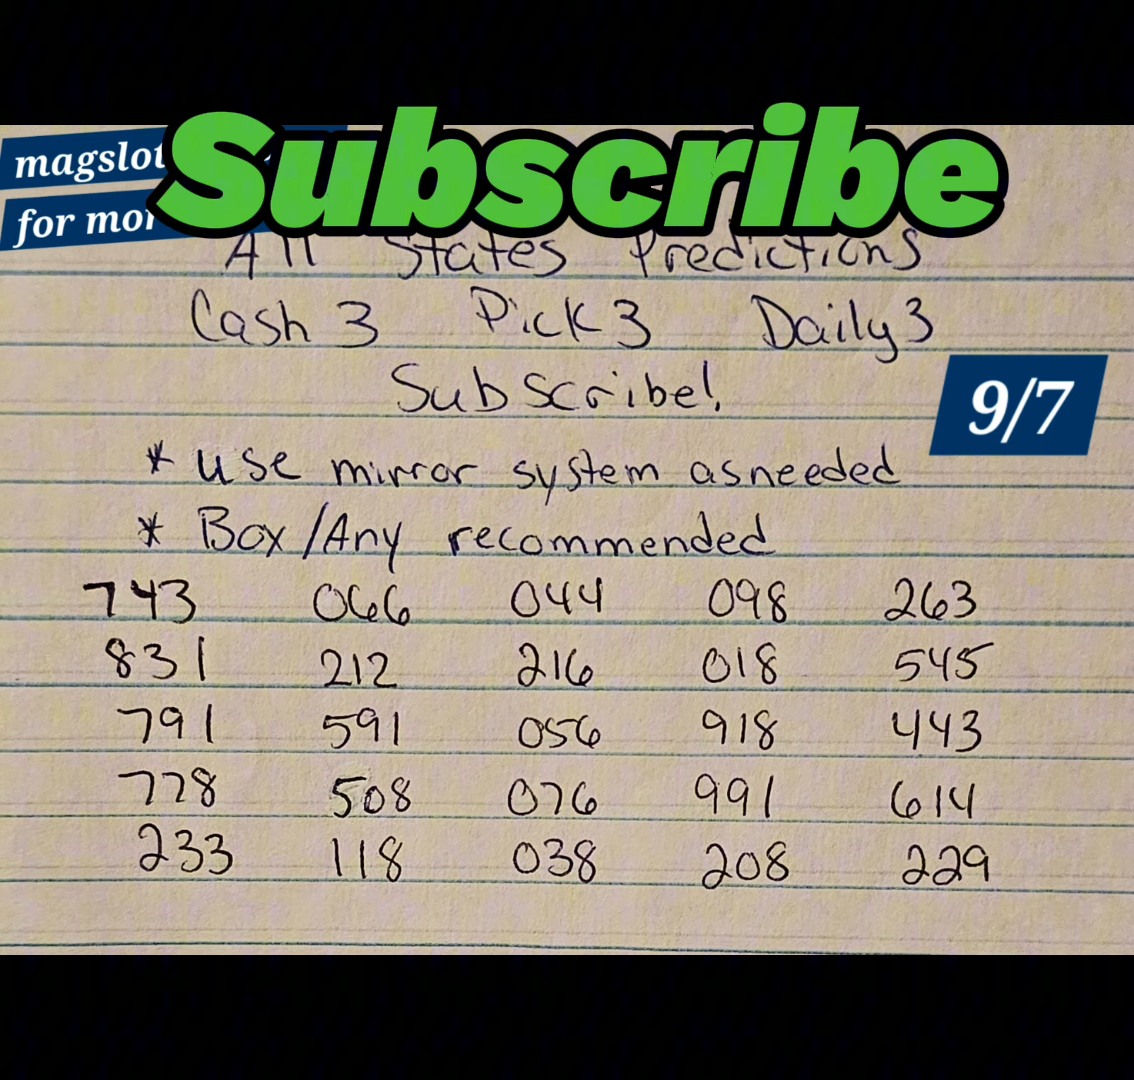 Subscribe
magslot
for mor
All States Predictions
Cash 3 Pick 3 Daily 3
Subscribe!
9/7
* use mirror system as needed
* Box/Any recommended
743 066 044 098 263
831 212 216 018 545
791 591 056 918 443
778 508 076 991 614
233 118 038 208 229